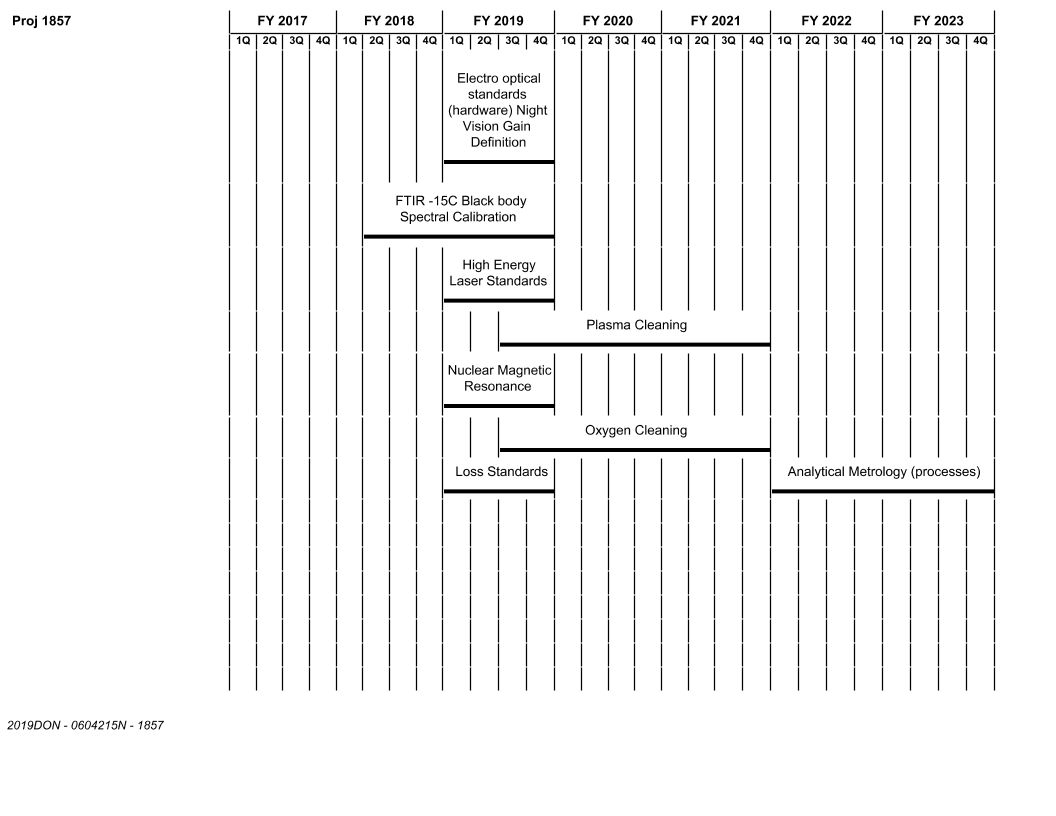 Proj 1857
FY 2017 FY 2018 FY 2019 FY 2020 FY 2021 FY 2022 FY 2023
1Q 2Q 3Q 4Q 1Q 2Q 3Q 4Q 1Q 2Q 3Q 4Q 1Q 2Q 3Q 4Q 1Q 2Q 3Q 4Q 1Q 2Q 3Q 4Q 1Q 2Q 3Q 4Q
Electro optical
standards
(hardware) Night
Vision Gain
Definition
FTIR -15C Black body
Spectral Calibration
High Energy
Laser Standards
Plasma Cleaning
Nuclear Magnetic
Resonance
Oxygen Cleaning
Loss Standards Analytical Metrology (processes)
2019DON - 0604215N - 1857